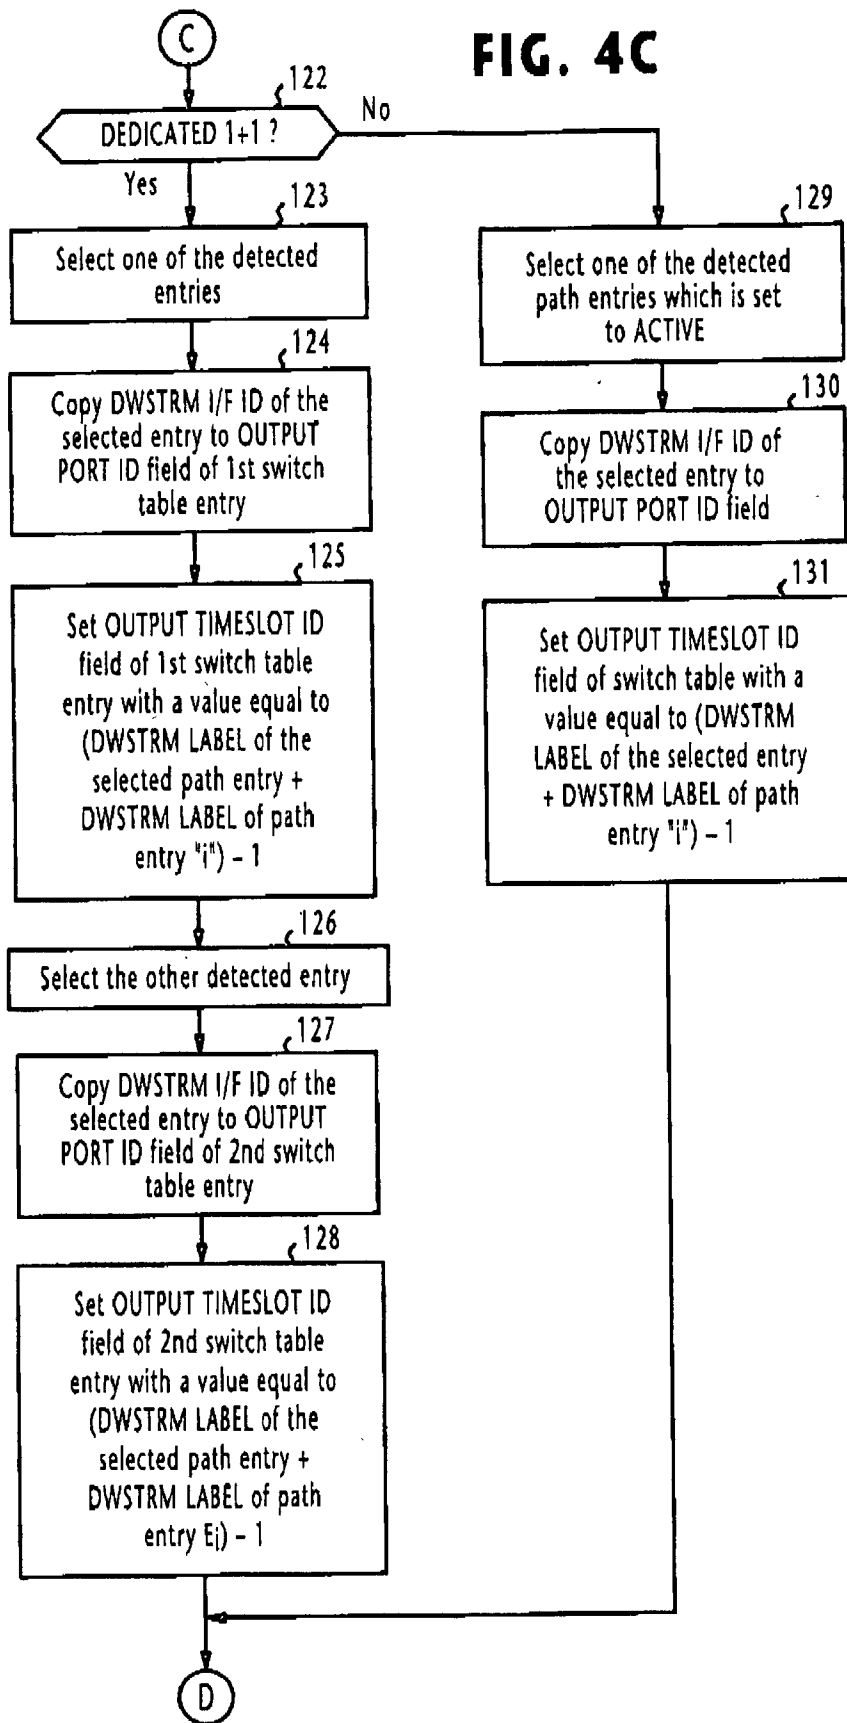 C
FIG. 4C
122
DEDICATED 1+1 ?
No
Yes
123
Select one of the detected
entries
124
Copy DWSTRM I/F ID of the
selected entry to OUTPUT
PORT ID field of 1st switch
table entry
125
Set OUTPUT TIMESLOT ID
field of 1st switch table
entry with a value equal to
(DWSTRM LABEL of the
selected path entry +
DWSTRM LABEL of path
entry "i") – 1
126
Select the other detected entry
127
Copy DWSTRM I/F ID of the
selected entry to OUTPUT
PORT ID field of 2nd switch
table entry
128
Set OUTPUT TIMESLOT ID
field of 2nd switch table
entry with a value equal to
(DWSTRM LABEL of the
selected path entry +
DWSTRM LABEL of path
entry Ei) – 1
129
Select one of the detected
path entries which is set
to ACTIVE
130
Copy DWSTRM I/F ID of
the selected entry to
OUTPUT PORT ID field
131
Set OUTPUT TIMESLOT ID
field of switch table with a
value equal to (DWSTRM
LABEL of the selected entry
+ DWSTRM LABEL of path
entry "i") – 1
D